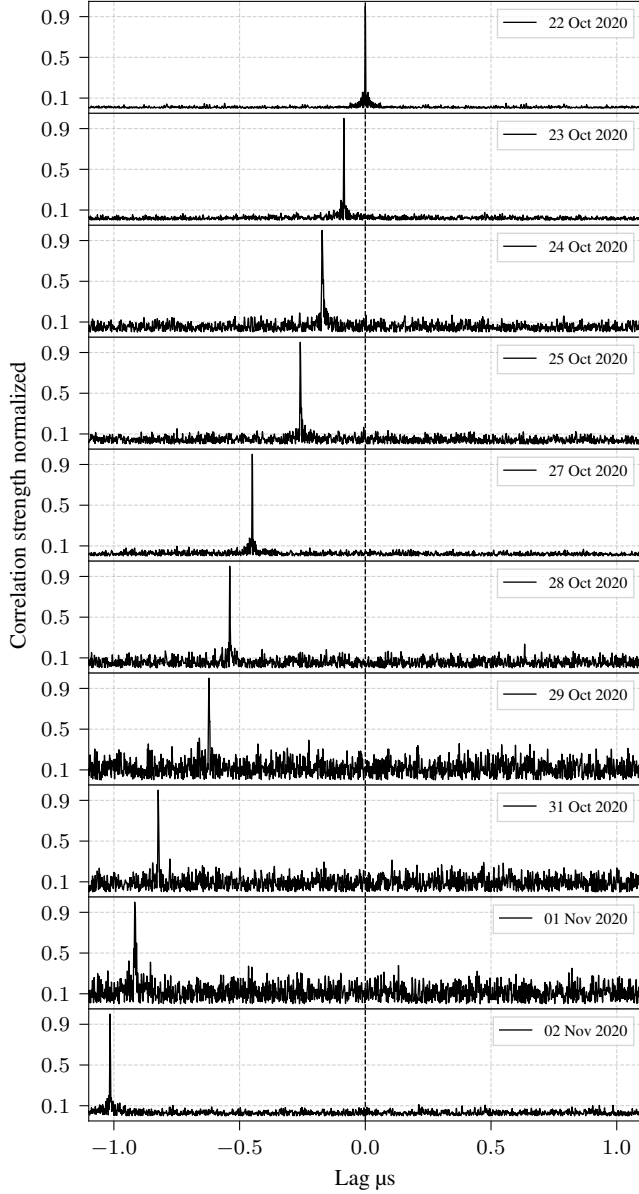 0.9
0.5
0.1
22 Oct 2020
0.9
0.5
0.1
23 Oct 2020
0.9
0.5
0.1
24 Oct 2020
0.9
0.5
0.1
25 Oct 2020
0.9
0.5
0.1
27 Oct 2020
0.9
0.5
0.1
28 Oct 2020
0.9
0.5
0.1
29 Oct 2020
0.9
0.5
0.1
31 Oct 2020
0.9
0.5
0.1
01 Nov 2020
0.9
0.5
0.1
02 Nov 2020
Correlation strength normalized
−1.0 −0.5 0.0 0.5 1.0
Lag µs